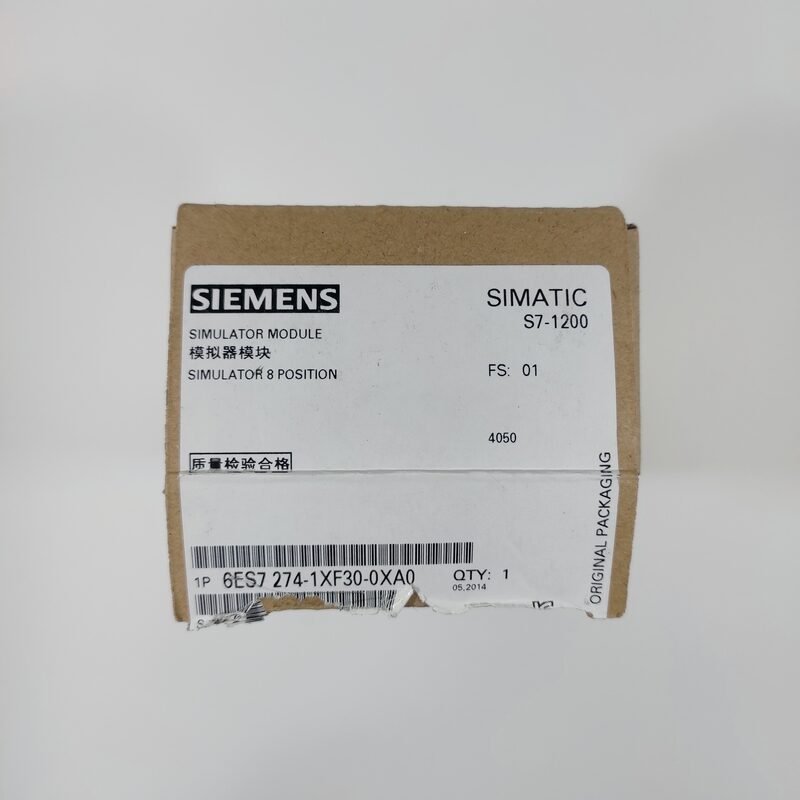 SIEMENS
SIMATIC
S7-1200
SIMULATOR MODULE
模拟器模块
SIMULATOR 8 POSITION
FS: 01
4050
质量检验合格
1P 6ES7 274-1XF30-0XA0
QTY: 1
05,2014
ORIGINAL PACKAGING